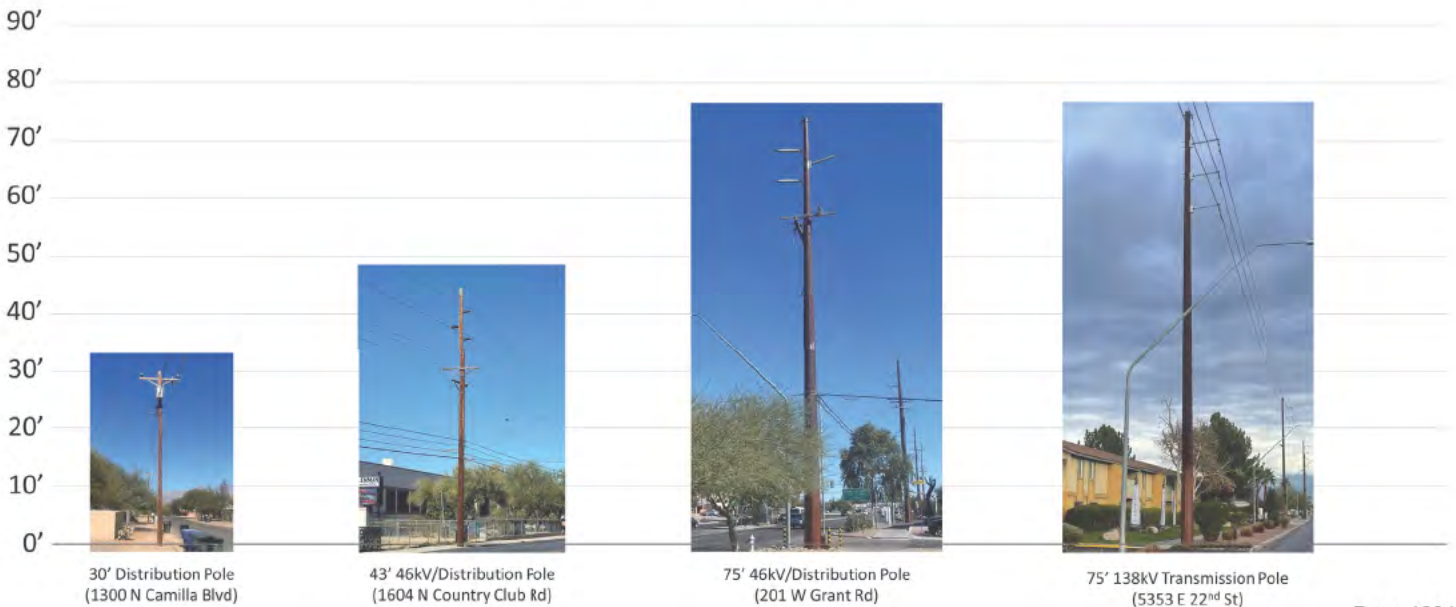 90’
80’
70’
60’
50’
40’
30’
20’
10’
0’
30’ Distribution Pole
(1300 N Camilla Blvd)
43’ 46kV/Distribution Pole
(1604 N Country Club Rd)
75’ 46kV/Distribution Pole
(201 W Grant Rd)
75’ 138kV Transmission Pole
(5353 E 22nd St)